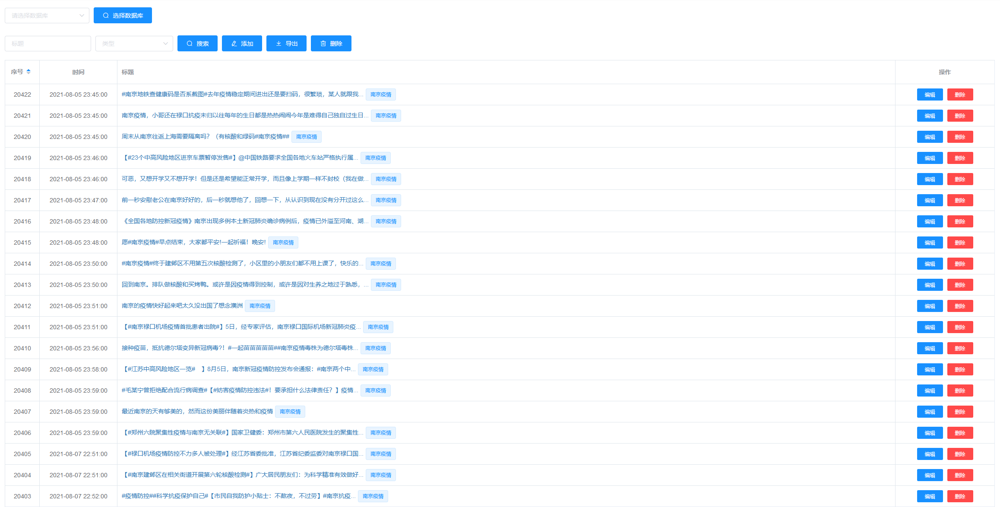 请选择数据库 选择数据库
标题 类型 搜索 添加 导出 删除
序号 时间 标题 操作
20422 2021-08-05 23:45:00 #南京地铁查健康码是否系截图#去年疫情稳定期间进出还是要扫码，很繁琐，某人就跟我... 南京疫情 编辑 删除
20421 2021-08-05 23:45:00 南京疫情，小哥还在禄口抗疫未归以往每年的生日都是热热闹闹今年是难得自己独自过生日... 南京疫情 编辑 删除
20420 2021-08-05 23:45:00 周末从南京往返上海需要隔离吗？（有核酸和绿码#南京疫情## 南京疫情 编辑 删除
20419 2021-08-05 23:46:00 【#23个中高风险地区进京车票暂停发售#】@中国铁路要求全国各地火车站严格执行属... 南京疫情 编辑 删除
20418 2021-08-05 23:46:00 可恶，又想开学又不想开学！但是还是希望能正常开学，而且像上学期一样不封校（我在做... 南京疫情 编辑 删除
20417 2021-08-05 23:47:00 前一秒安慰老公在南京好好的，后一秒就想他了，回想一下，从认识到现在没有分开过这么... 南京疫情 编辑 删除
20416 2021-08-05 23:48:00 《全国各地防控新冠疫情》南京出现多例本土新冠肺炎确诊病例后，疫情已外溢至河南、湖... 南京疫情 编辑 删除
20415 2021-08-05 23:48:00 愿#南京疫情#早点结束，大家都平安!一起祈福！晚安! 南京疫情 编辑 删除
20414 2021-08-05 23:50:00 #南京疫情#终于建邺区不用第五次核酸检测了，小区里的小朋友们都不用上课了，快乐的... 南京疫情 编辑 删除
20413 2021-08-05 23:50:00 回到南京。排队做核酸和买烤鸭。或许是因疫情得到控制，或许是因对生养之地过于熟悉，... 南京疫情 编辑 删除
20412 2021-08-05 23:51:00 南京的疫情快好起来吧太久没出国了想念澳洲 南京疫情 编辑 删除
20411 2021-08-05 23:51:00 【#南京禄口机场疫情首批患者出院#】5日，经专家评估，南京禄口国际机场新冠肺炎疫... 南京疫情 编辑 删除
20410 2021-08-05 23:56:00 接种疫苗，抵抗德尔塔变异新冠病毒?！#一起苗苗苗苗苗##南京疫情毒株为德尔塔毒株... 南京疫情 编辑 删除
20409 2021-08-05 23:58:00 【#江苏中高风险地区一览#　】8月5日，南京新冠疫情防控发布会通报：#南京两个中... 南京疫情 编辑 删除
20408 2021-08-05 23:59:00 #毛某宁曾拒绝配合流行病调查#【#妨害疫情防控违法#！要承担什么法律责任？】疫情... 南京疫情 编辑 删除
20407 2021-08-05 23:59:00 最近南京的天有够美的，然而这份美丽伴随着炎热和疫情 南京疫情 编辑 删除
20406 2021-08-05 23:59:00 【#郑州六院聚集性疫情与南京无关联#】国家卫健委：郑州市第六人民医院发生的聚集性... 南京疫情 编辑 删除
20405 2021-08-07 22:51:00 【#禄口机场疫情防控不力多人被处理#】经江苏省委批准，江苏省纪委监委对南京禄口国... 南京疫情 编辑 删除
20404 2021-08-07 22:51:00 【#南京建邺区在相关街道开展第六轮核酸检测#】广大居民朋友们：为科学精准有效做好... 南京疫情 编辑 删除
20403 2021-08-07 22:52:00 #疫情防控##科学抗疫保护自己#【市民自我防护小贴士：不熬夜，不过劳】#南京抗疫... 南京疫情 编辑 删除